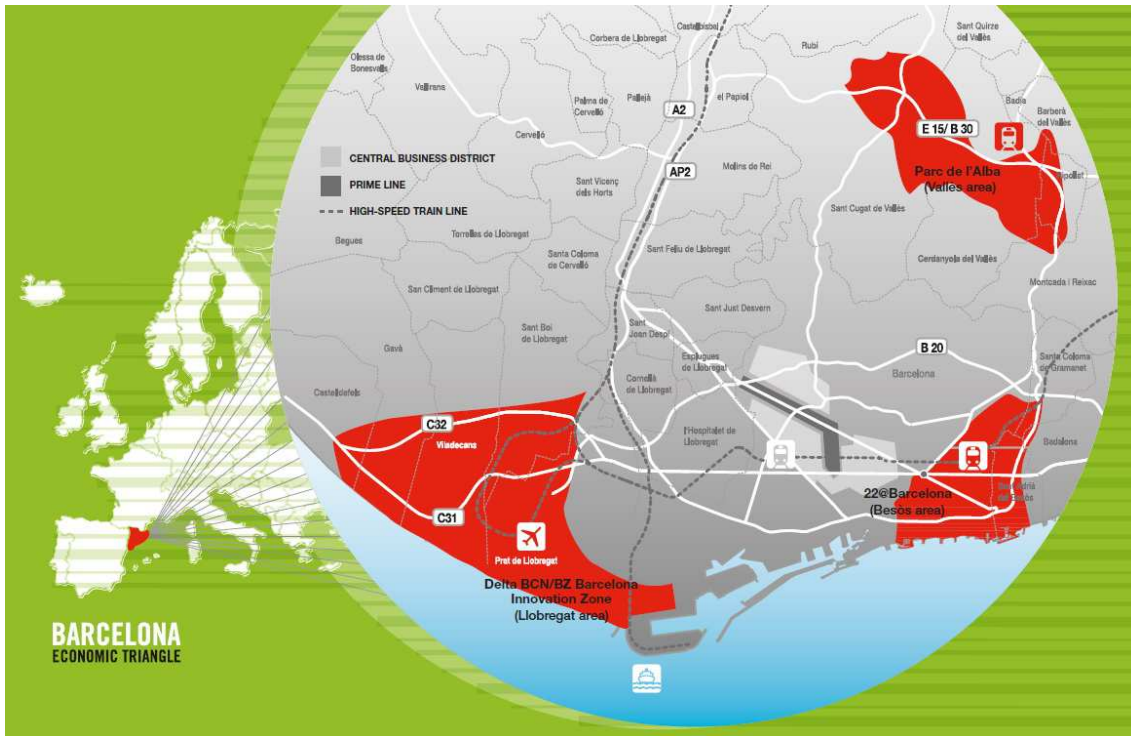 Castellbisbal
Corbera de Llobregat
Sant Quirze
del Vallès
Rubí
Olessa de
Bonesvalls
Vallirana
Palma de
Cervelló
Pallejà
el Papiol
Badia
Barberà
del Vallès
A2
E 15/ B 30
Cervelló
CENTRAL BUSINESS DISTRICT
AP2
Molins de Rei
Parc de l'Alba
(Valles area)
Ripollet
PRIME LINE
Sant Vicenç
dels Horts
HIGH-SPEED TRAIN LINE
Sant Cugat de Vallès
Begues
Torrelles de Llobregat
Santa Coloma
de Cervelló
Sant Feliu de Llobregat
Cerdanyola del Vallès
Sant Climent de Llobregat
Montcada i Reixac
Sant Just Desvern
Sant Boi
de Llobregat
Sant
Joan Despí
Gavà
Esplugues
de Llobregat
B 20
Santa Coloma
de Gramanet
Barcelona
Castelldefels
Cornellà
de Llobregat
C32
Viladecans
l'Hospitalet de
Llobregat
Badalona
22@Barcelona
(Besòs area)
Sant Adrià
del Besòs
C31
Prat de Llobregat
Delta BCN/BZ Barcelona
Innovation Zone
(Llobregat area)
BARCELONA
ECONOMIC TRIANGLE